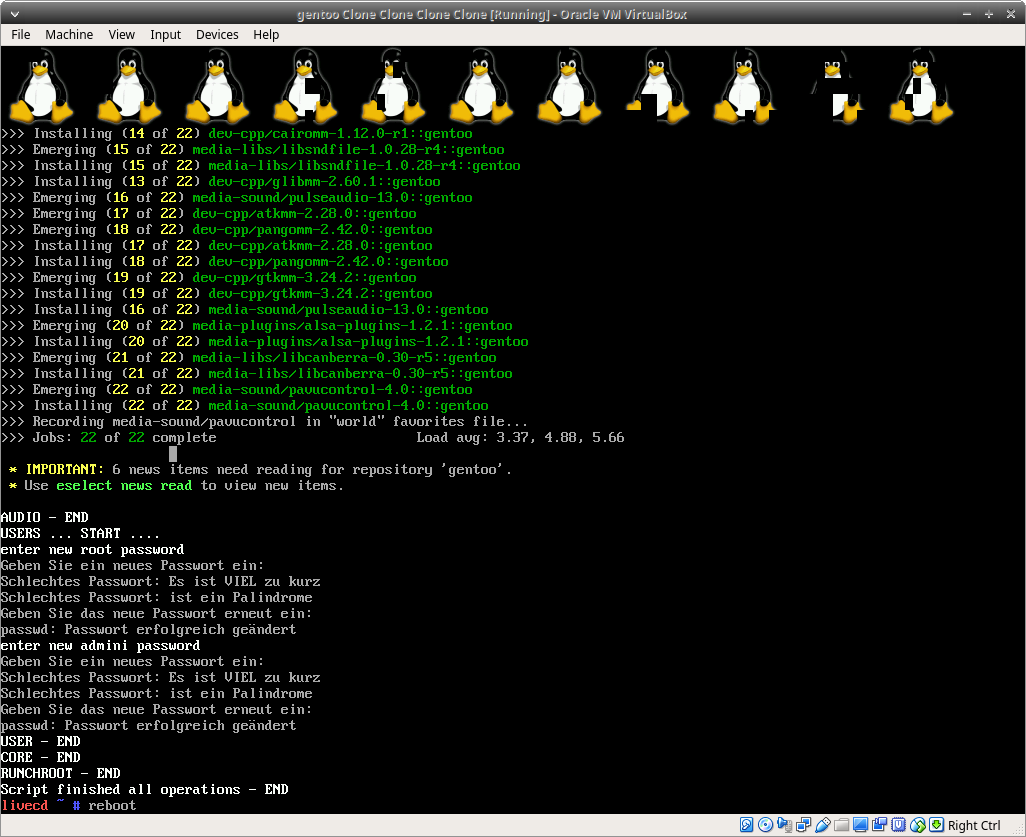 gentoo Clone Clone Clone Clone [Running] - Oracle VM VirtualBox
File Machine View Input Devices Help
>>> Installing (14 of 22) dev-cpp/cairomm-1.12.0-r1::gentoo
>>> Emerging (15 of 22) media-libs/libsndfile-1.0.28-r4::gentoo
>>> Installing (15 of 22) media-libs/libsndfile-1.0.28-r4::gentoo
>>> Installing (13 of 22) dev-cpp/glibmm-2.60.1::gentoo
>>> Emerging (16 of 22) media-sound/pulseaudio-13.0::gentoo
>>> Emerging (17 of 22) dev-cpp/atkmm-2.28.0::gentoo
>>> Emerging (18 of 22) dev-cpp/pangomm-2.42.0::gentoo
>>> Installing (17 of 22) dev-cpp/atkmm-2.28.0::gentoo
>>> Installing (18 of 22) dev-cpp/pangomm-2.42.0::gentoo
>>> Emerging (19 of 22) dev-cpp/gtkmm-3.24.2::gentoo
>>> Installing (19 of 22) dev-cpp/gtkmm-3.24.2::gentoo
>>> Installing (16 of 22) media-sound/pulseaudio-13.0::gentoo
>>> Emerging (20 of 22) media-plugins/alsa-plugins-1.2.1::gentoo
>>> Installing (20 of 22) media-plugins/alsa-plugins-1.2.1::gentoo
>>> Emerging (21 of 22) media-libs/libcanberra-0.30-r5::gentoo
>>> Installing (21 of 22) media-libs/libcanberra-0.30-r5::gentoo
>>> Emerging (22 of 22) media-sound/pavucontrol-4.0::gentoo
>>> Installing (22 of 22) media-sound/pavucontrol-4.0::gentoo
>>> Recording media-sound/pavucontrol in "world" favorites file...
>>> Jobs: 22 of 22 complete Load avg: 3.37, 4.88, 5.66
* IMPORTANT: 6 news items need reading for repository 'gentoo'.
* Use eselect news read to view new items.
AUDIO - END
USERS ... START ....
enter new root password
Geben Sie ein neues Passwort ein:
Schlechtes Passwort: Es ist VIEL zu kurz
Schlechtes Passwort: ist ein Palindrome
Geben Sie das neue Passwort erneut ein:
passwd: Passwort erfolgreich geändert
enter new admini password
Geben Sie ein neues Passwort ein:
Schlechtes Passwort: Es ist VIEL zu kurz
Schlechtes Passwort: ist ein Palindrome
Geben Sie das neue Passwort erneut ein:
passwd: Passwort erfolgreich geändert
USER - END
CORE - END
RUNCHROOT - END
Script finished all operations - END
livecd ~ # reboot
Right Ctrl